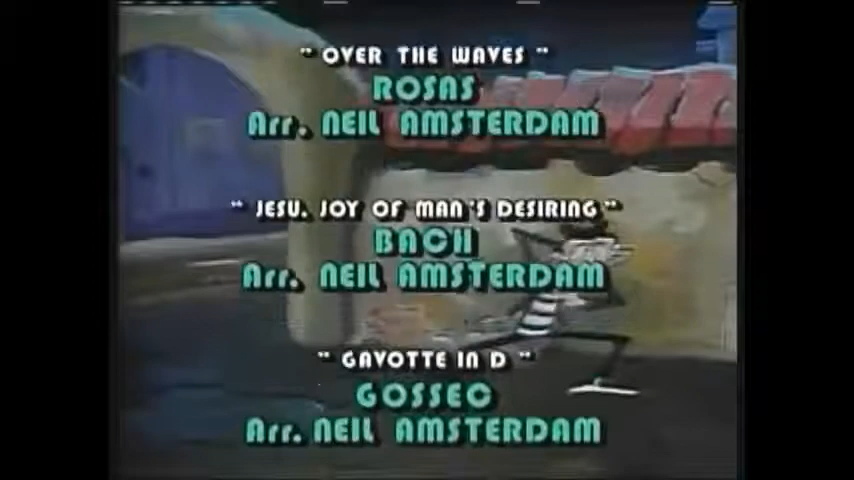 " OVER THE WAVES "
ROSAS
Arr. NEIL AMSTERDAM
" JESU, JOY OF MAN'S DESIRING "
BACH
Arr. NEIL AMSTERDAM
" GAVOTTE IN D "
GOSSEC
Arr. NEIL AMSTERDAM